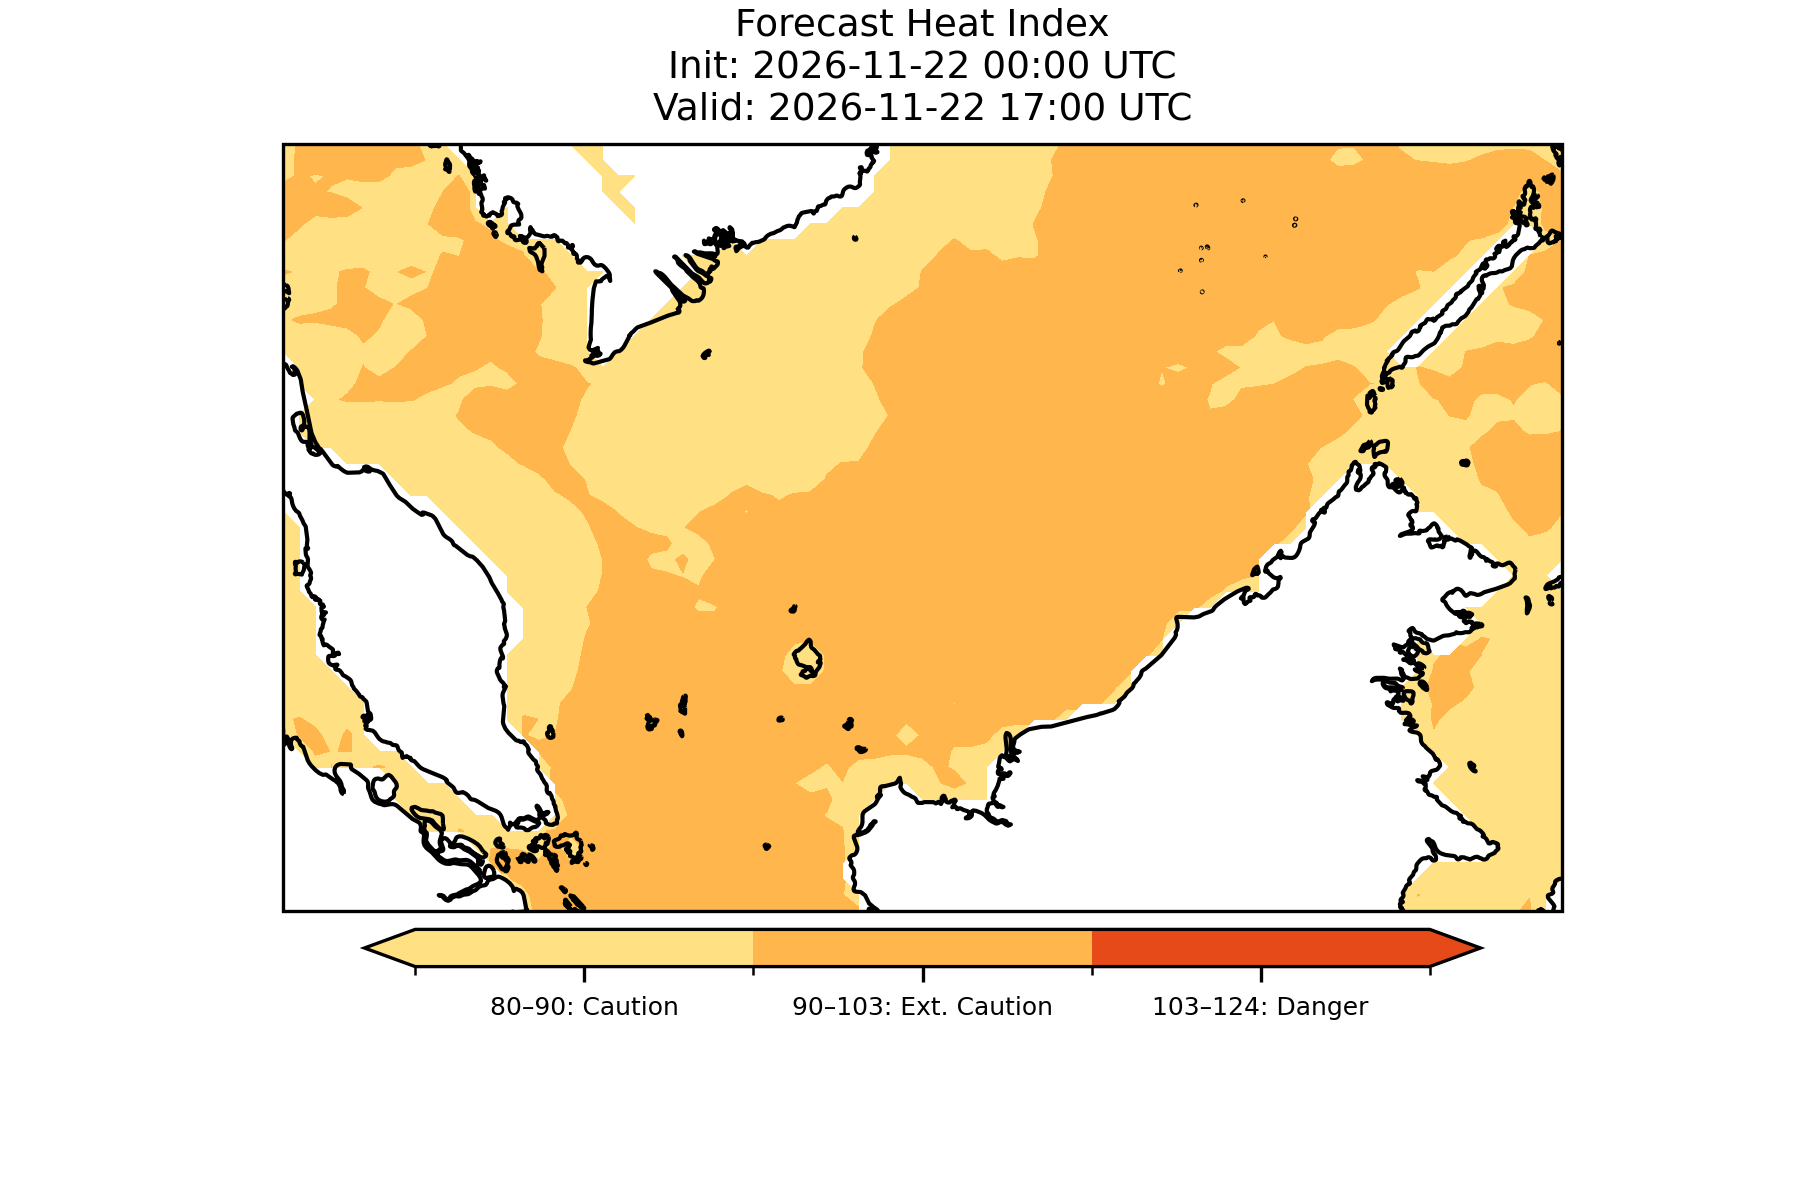 Forecast Heat Index
Init: 2026-11-22 00:00 UTC
Valid: 2026-11-22 17:00 UTC
80–90: Caution
90–103: Ext. Caution
103–124: Danger